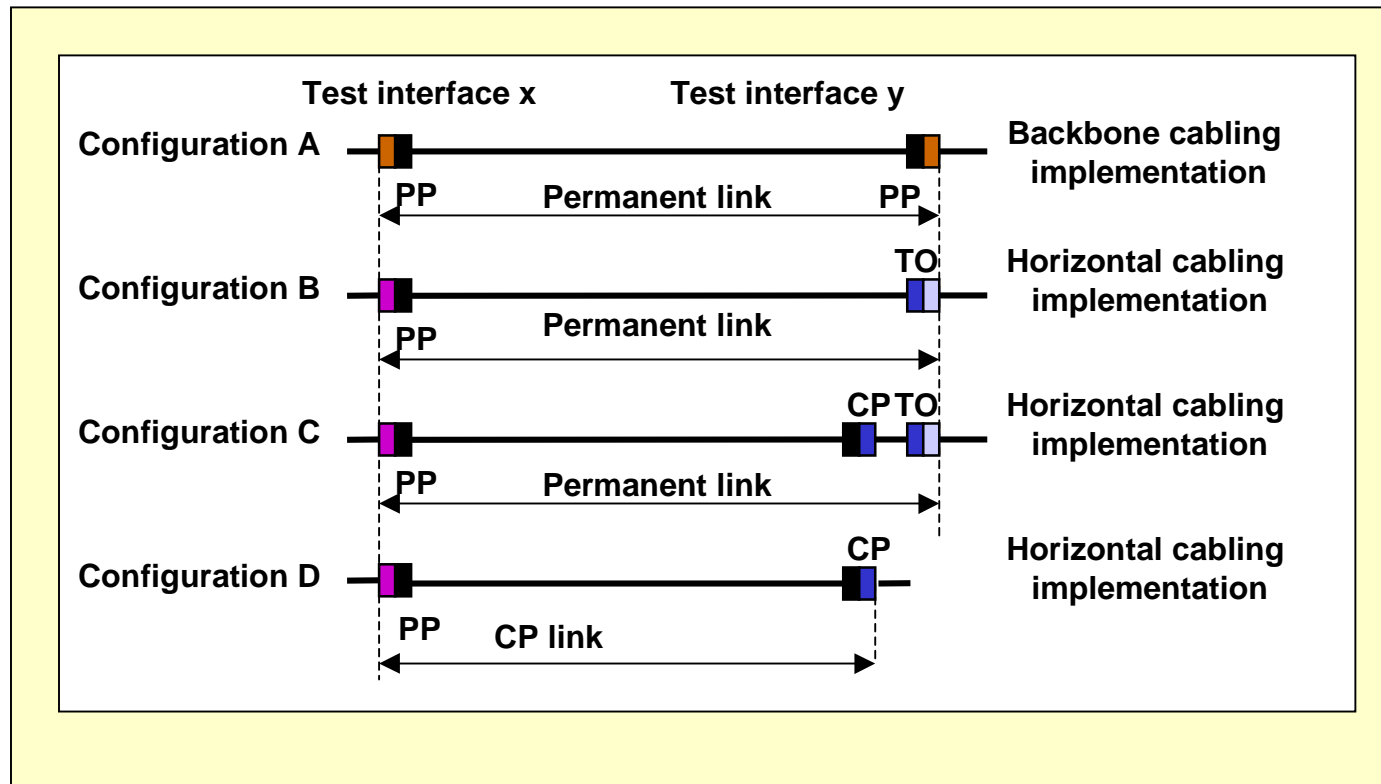 Test interface x
Test interface y
Configuration A
Backbone cabling
implementation
PP
Permanent link
PP
Configuration B
TO
Horizontal cabling
implementation
PP
Permanent link
Configuration C
CP
TO
Horizontal cabling
implementation
PP
Permanent link
Configuration D
CP
Horizontal cabling
implementation
PP
CP link